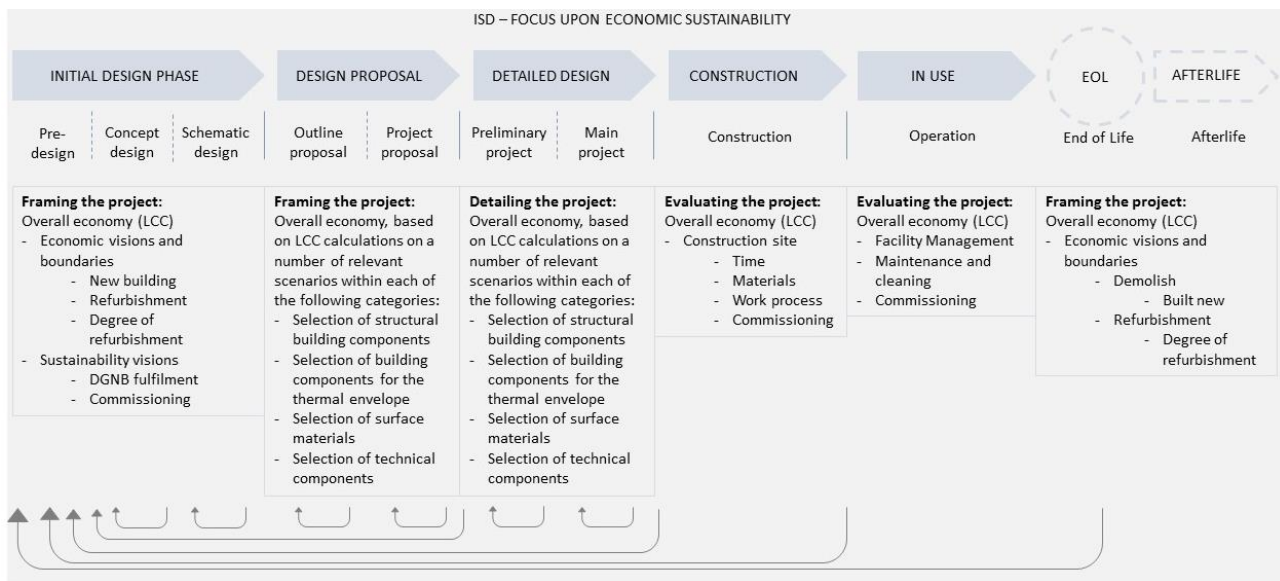 ISD – FOCUS UPON ECONOMIC SUSTAINABILITY
INITIAL DESIGN PHASE
DESIGN PROPOSAL
DETAILED DESIGN
CONSTRUCTION
IN USE
EOL
AFTERLIFE
Pre-
design
Concept
design
Schematic
design
Outline
proposal
Project
proposal
Preliminary
project
Main
project
Construction
Operation
End of Life
Afterlife
Framing the project:
Overall economy (LCC)
- Economic visions and
boundaries
- New building
- Refurbishment
- Degree of
refurbishment
- Sustainability visions
- DGNB fulfilment
- Commissioning
Framing the project:
Overall economy, based
on LCC calculations on a
number of relevant
scenarios within each of
the following categories:
- Selection of structural
building components
- Selection of building
components for the
thermal envelope
- Selection of surface
materials
- Selection of technical
components
Detailing the project:
Overall economy, based
on LCC calculations on a
number of relevant
scenarios within each of
the following categories:
- Selection of structural
building components
- Selection of building
components for the
thermal envelope
- Selection of surface
materials
- Selection of technical
components
Evaluating the project:
Overall economy (LCC)
- Construction site
- Time
- Materials
- Work process
- Commissioning
Evaluating the project:
Overall economy (LCC)
- Facility Management
- Maintenance and
cleaning
- Commissioning
Framing the project:
Overall economy (LCC)
- Economic visions and
boundaries
- Demolish
- Built new
- Refurbishment
- Degree of
refurbishment